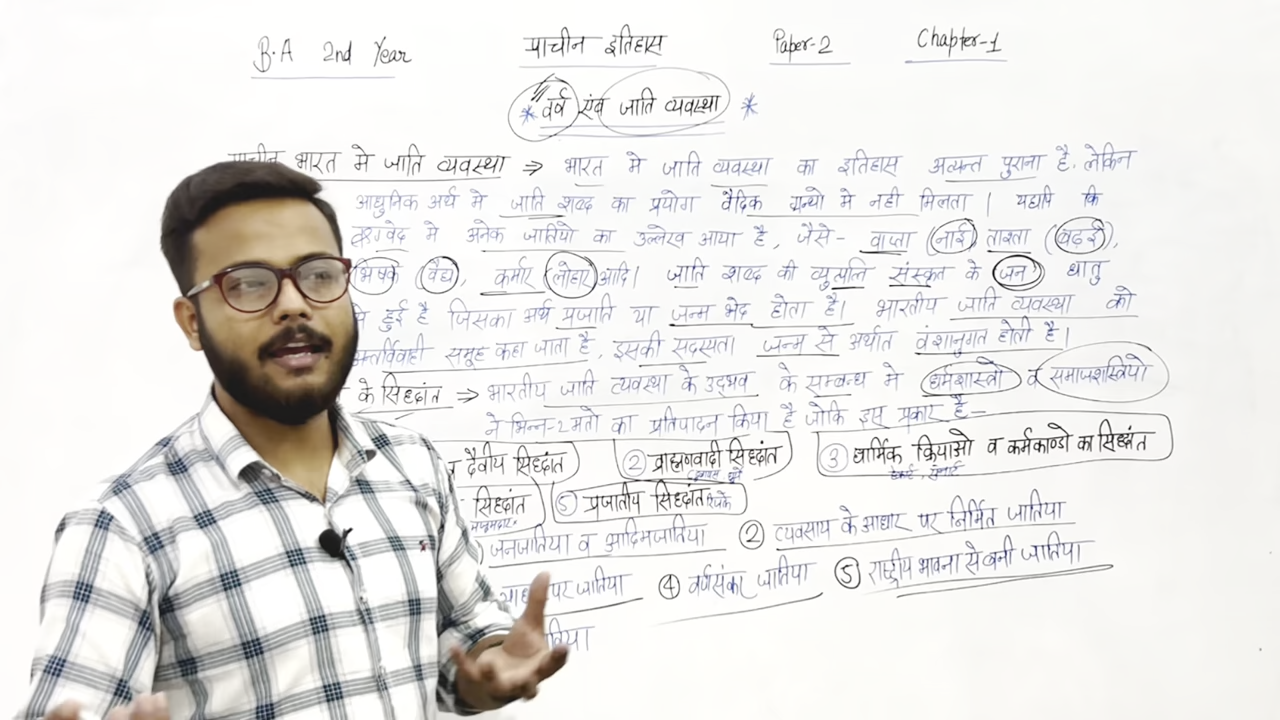 B.A 2nd Year प्राचीन इतिहास Paper-2 Chapter-1
* वर्ष एंव जाति व्यवस्था *
प्राचीन भारत मे जाति व्यवस्था ⇒ भारत मे जाति व्यवस्था का इतिहास अत्यन्त पुराना है. लेकिन
आधुनिक अर्थ मे जाति शब्द का प्रयोग वैदिक ग्रन्थो मे नही मिलता | यद्यपि कि
ऋग्वेद मे अनेक जातियो का उल्लेख आया है, जैसे- वाप्ता (नाई) (बढ़ई),
भिषक (वैद्य), कर्मार (लोहार) आदि। जाति शब्द की व्युत्पत्ति संस्कृत के जन धातु
से हुई है जिसका अर्थ प्रजाति या जन्म भेद होता है। भारतीय जाति व्यवस्था को
अन्तर्विवाही समूह कहा जाता है, इसकी सदस्यता जन्म से अर्थात वंशानुगत होती है।
के सिद्दांत ⇒ भारतीय जाति व्यवस्था के उद्भव के सम्बन्ध मे धर्मशास्त्रो व समाजशास्त्रियो
ने भिन्न-2 मतो का प्रतिपादन किया है जोकि इस प्रकार है-
व दैवीय सिद्दांत ② ब्राह्मणवादी सिद्दांत ③ धार्मिक क्रियाओ व कर्मकाण्डो का सिद्दांत
सिद्दांत ⑤ प्रजातीय सिद्दांत
जनजातिया व आदिमजातिया ② व्यवसाय के आधार पर निर्मित जातिया
पर जातिया ④ वर्णसंकर जातिया ⑤ राष्ट्रीय भावना से बनी जातिया